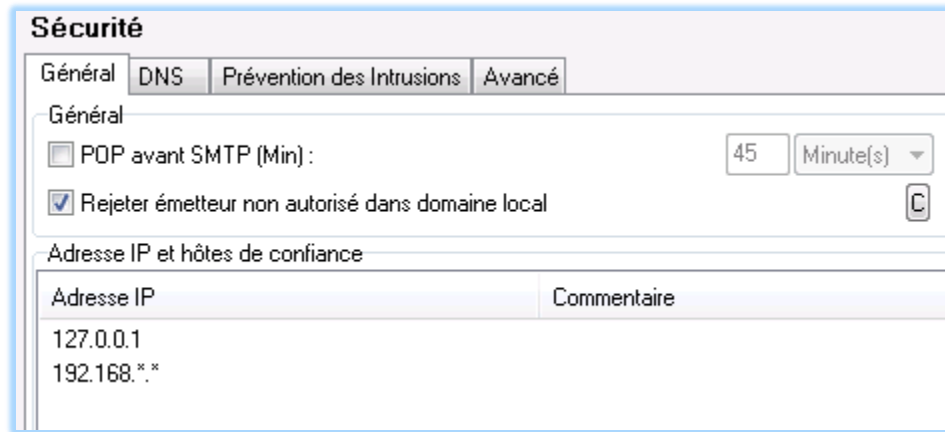 Sécurité
Général DNS Prévention des Intrusions Avancé
Général
POP avant SMTP (Min) : 45 Minute(s)
Rejeter émetteur non autorisé dans domaine local C
Adresse IP et hôtes de confiance
Adresse IP Commentaire
127.0.0.1
192.168.*.*